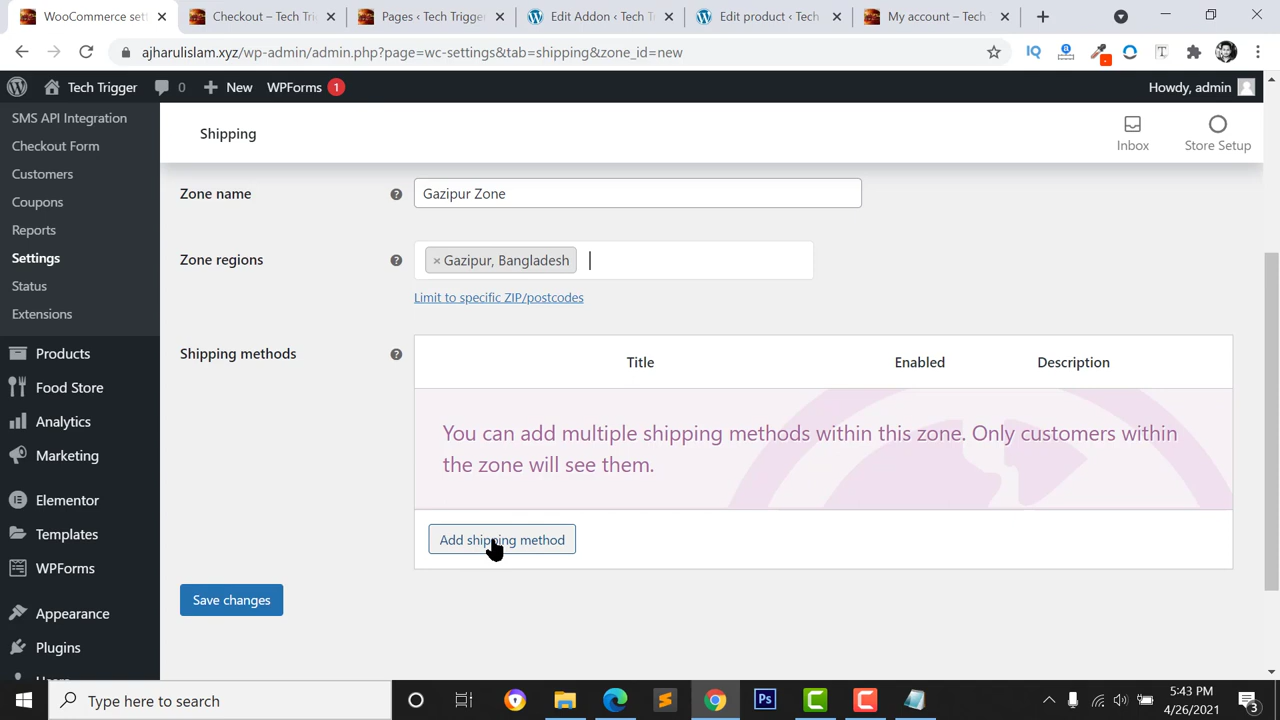 WooCommerce set
Checkout – Tech Tri
Pages ‹ Tech Trigger
Edit Addon ‹ Tech T
Edit product ‹ Comm
My account – Tech
ajharulislam.xyz/wp-admin/admin.php?page=wc-settings&tab=shipping&zone_id=new
Tech Trigger
0
New
WPForms
1
Howdy, admin
SMS API Integration
Checkout Form
Customers
Coupons
Reports
Settings
Status
Extensions
Products
Food Store
Analytics
Marketing
Elementor
Templates
WPForms
Appearance
Plugins
Shipping
Inbox
Store Setup
Zone name
Gazipur Zone
Zone regions
× Gazipur, Bangladesh
Limit to specific ZIP/postcodes
Shipping methods
Title
Enabled
Description
You can add multiple shipping methods within this zone. Only customers within
the zone will see them.
Add shipping method
Save changes
Type here to search
5:43 PM
4/26/2021
3